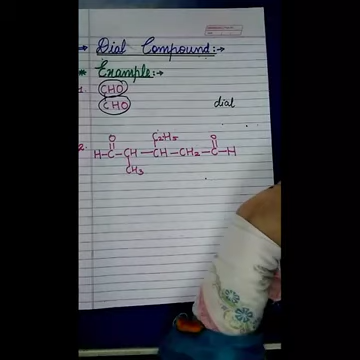 → Dial Compound:→
* Example:→
1. CHO
CHO dial
O C2H5 O
2. H-C-CH-CH-CH2-C-H
CH3